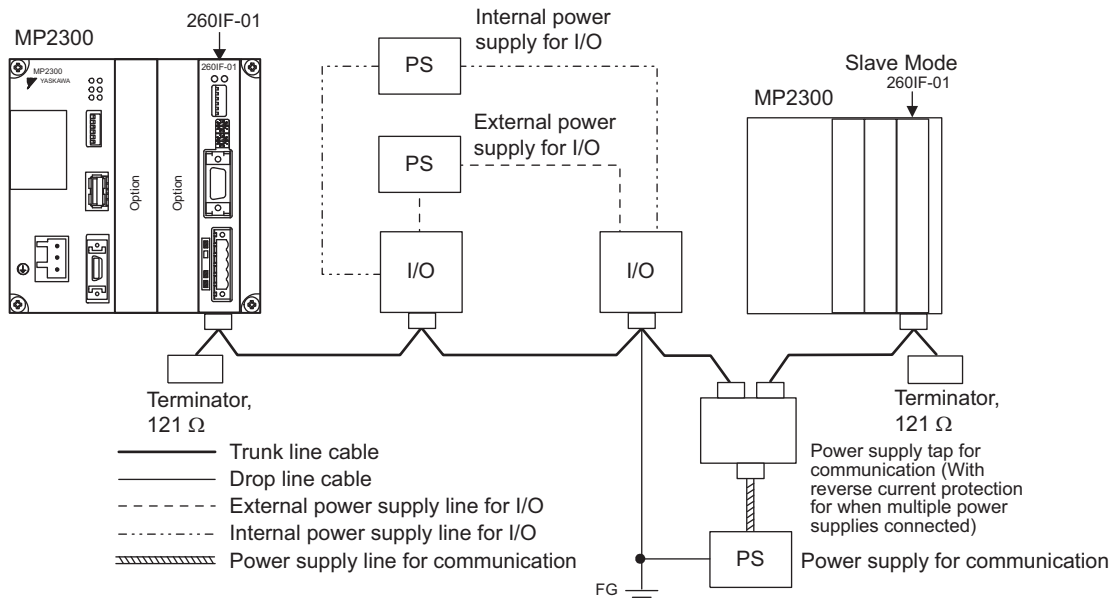 260IF-01
MP2300
MP2300
YASKAWA
260IF-01
Option
Option
Internal power
supply for I/O
PS
External power
supply for I/O
PS
I/O
I/O
Slave Mode
260IF-01
MP2300
Terminator,
121 Ω
Terminator,
121 Ω
Trunk line cable
Drop line cable
External power supply line for I/O
Internal power supply line for I/O
Power supply line for communication
Power supply tap for
communication (With
reverse current protection
for when multiple power
supplies connected)
PS
Power supply for communication
FG